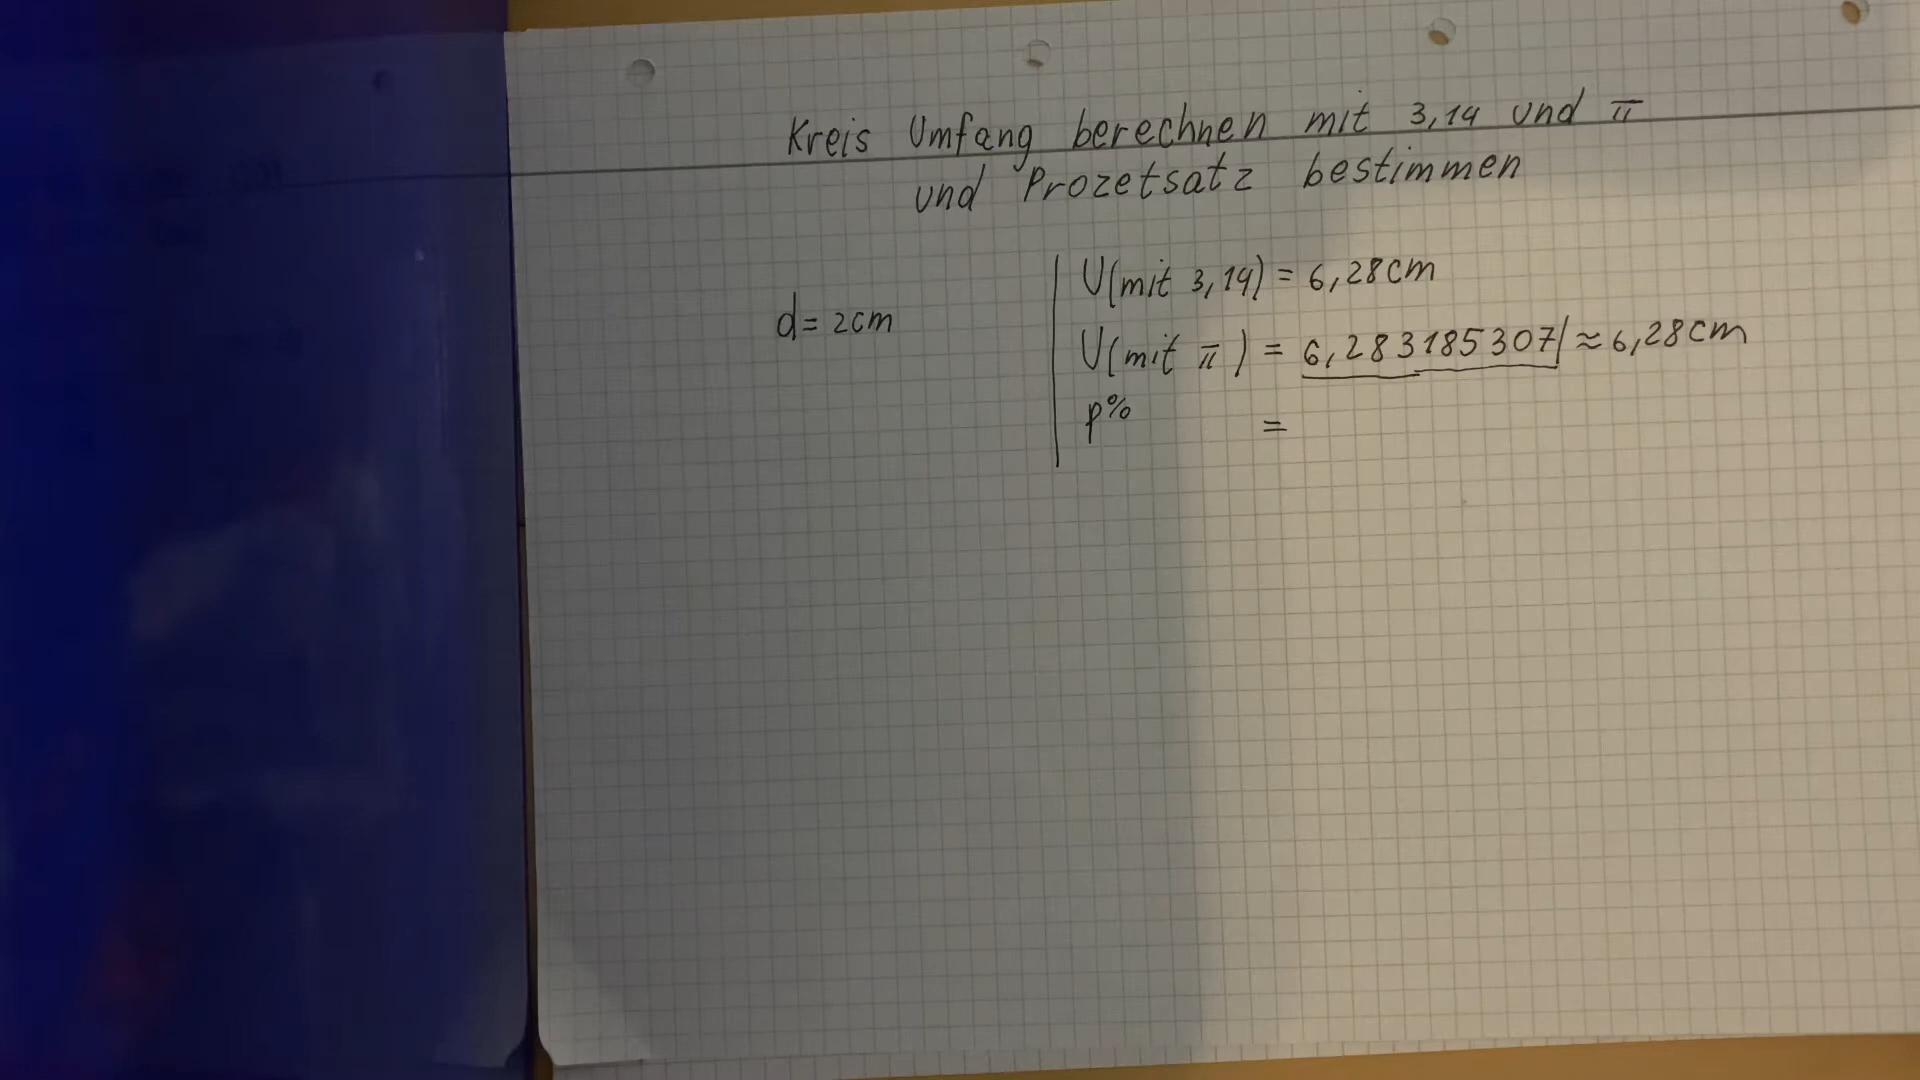 Kreis Umfang berechnen mit 3,14 und π
und Prozetsatz bestimmen
d= 2cm
U(mit 3,14) = 6,28cm
U(mit π) = 6,283185307 ≈ 6,28cm
p% =